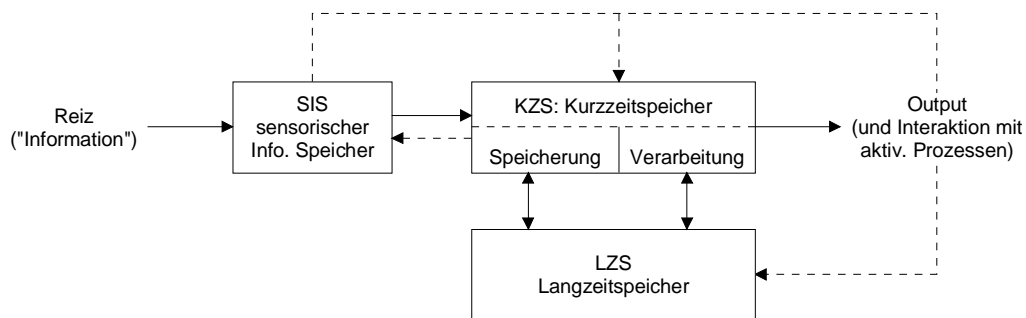 Reiz
("Information")
SIS
sensorischer
Info. Speicher
KZS: Kurzzeitspeicher
Speicherung
Verarbeitung
Output
(und Interaktion mit
aktiv. Prozessen)
LZS
Langzeitspeicher